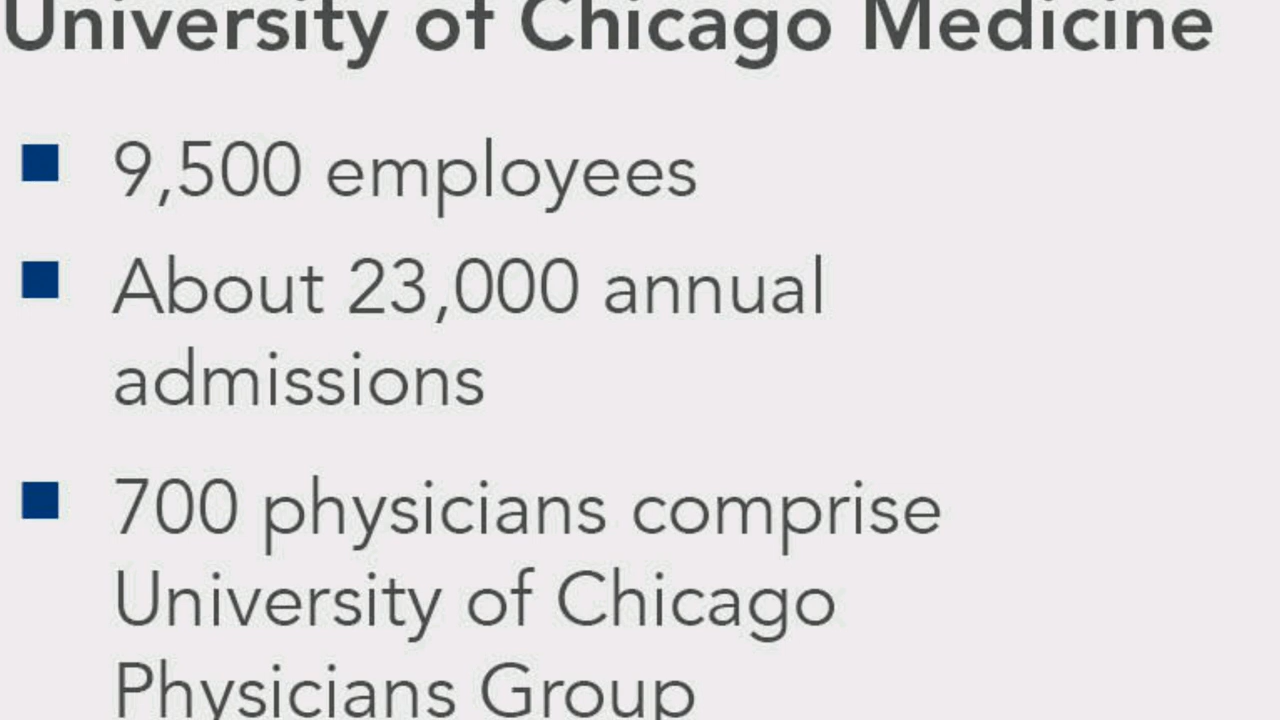 University of Chicago Medicine
9,500 employees
About 23,000 annual
admissions
700 physicians comprise
University of Chicago
Physicians Group